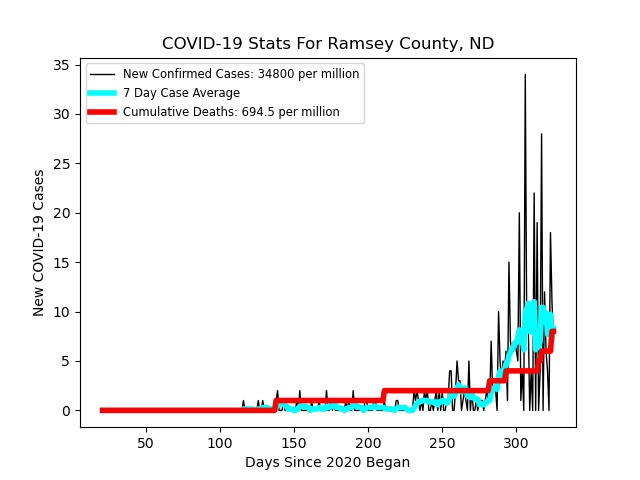 COVID-19 Stats For Ramsey County, ND
New Confirmed Cases: 34800 per million
7 Day Case Average
Cumulative Deaths: 694.5 per million
New COVID-19 Cases
35
30
25
20
15
10
5
0
50 100 150 200 250 300
Days Since 2020 Began